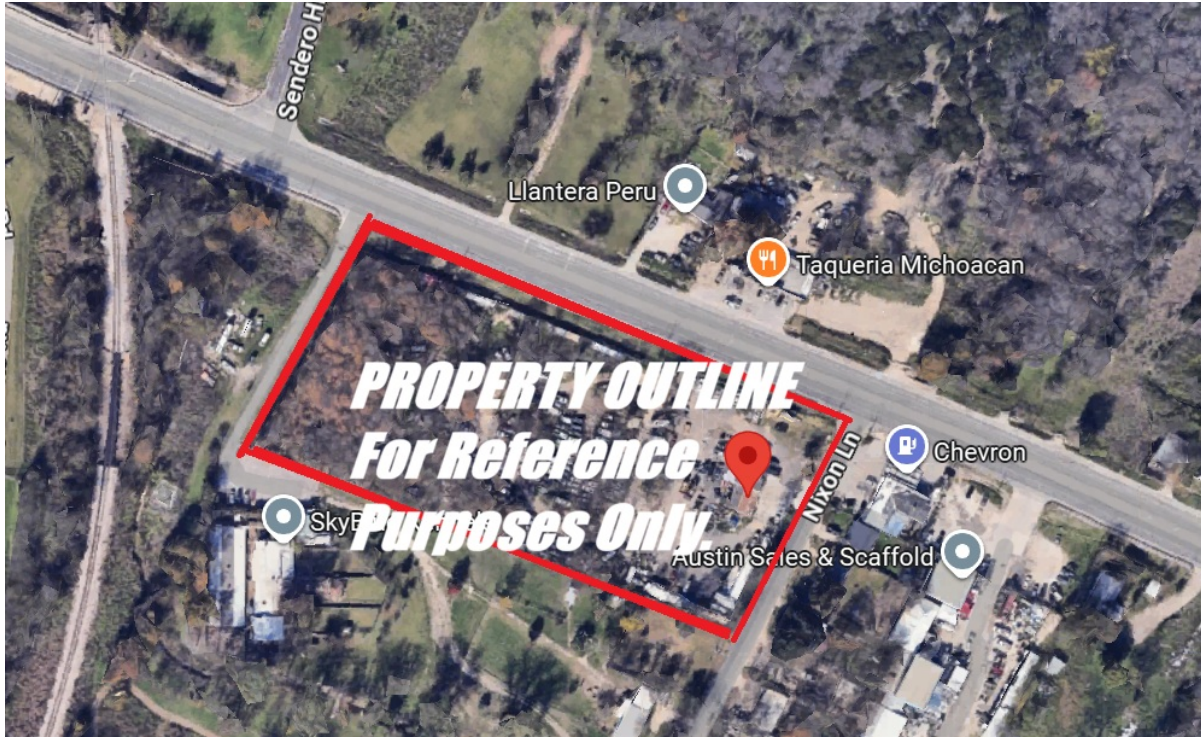 Sendero H
Llantera Peru
Taqueria Michoacan
PROPERTY OUTLINE
For Reference
Purposes Only.
Nixon Ln
Chevron
Austin Sales & Scaffold